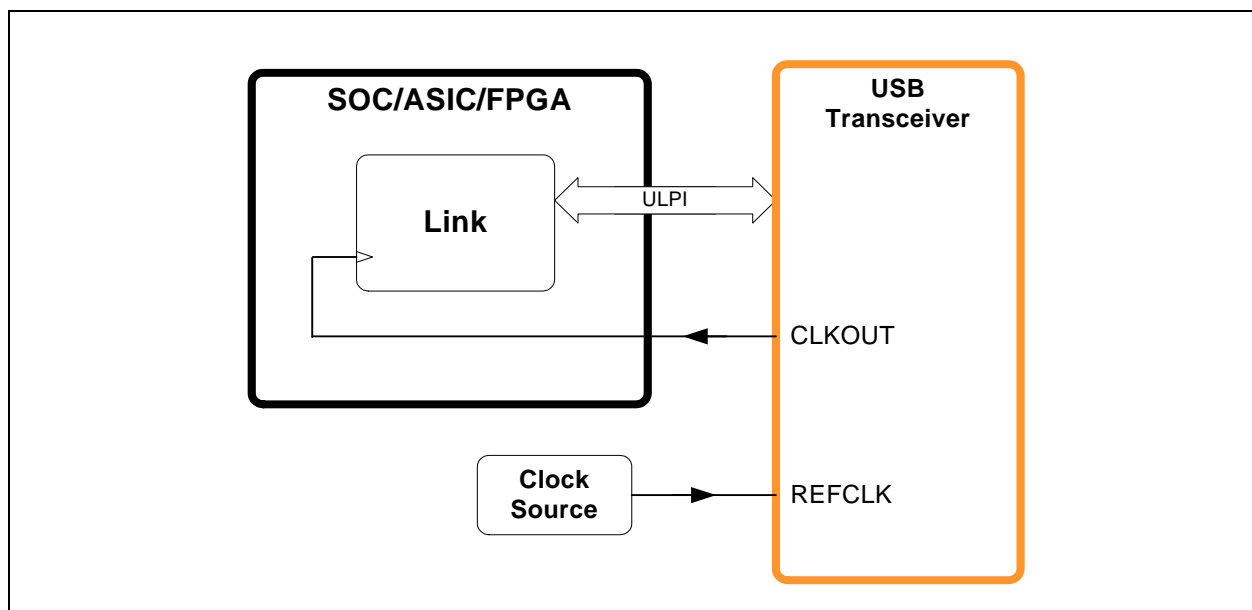 SOC/ASIC/FPGA
USB
Transceiver
Link
ULPI
CLKOUT
Clock
Source
REFCLK